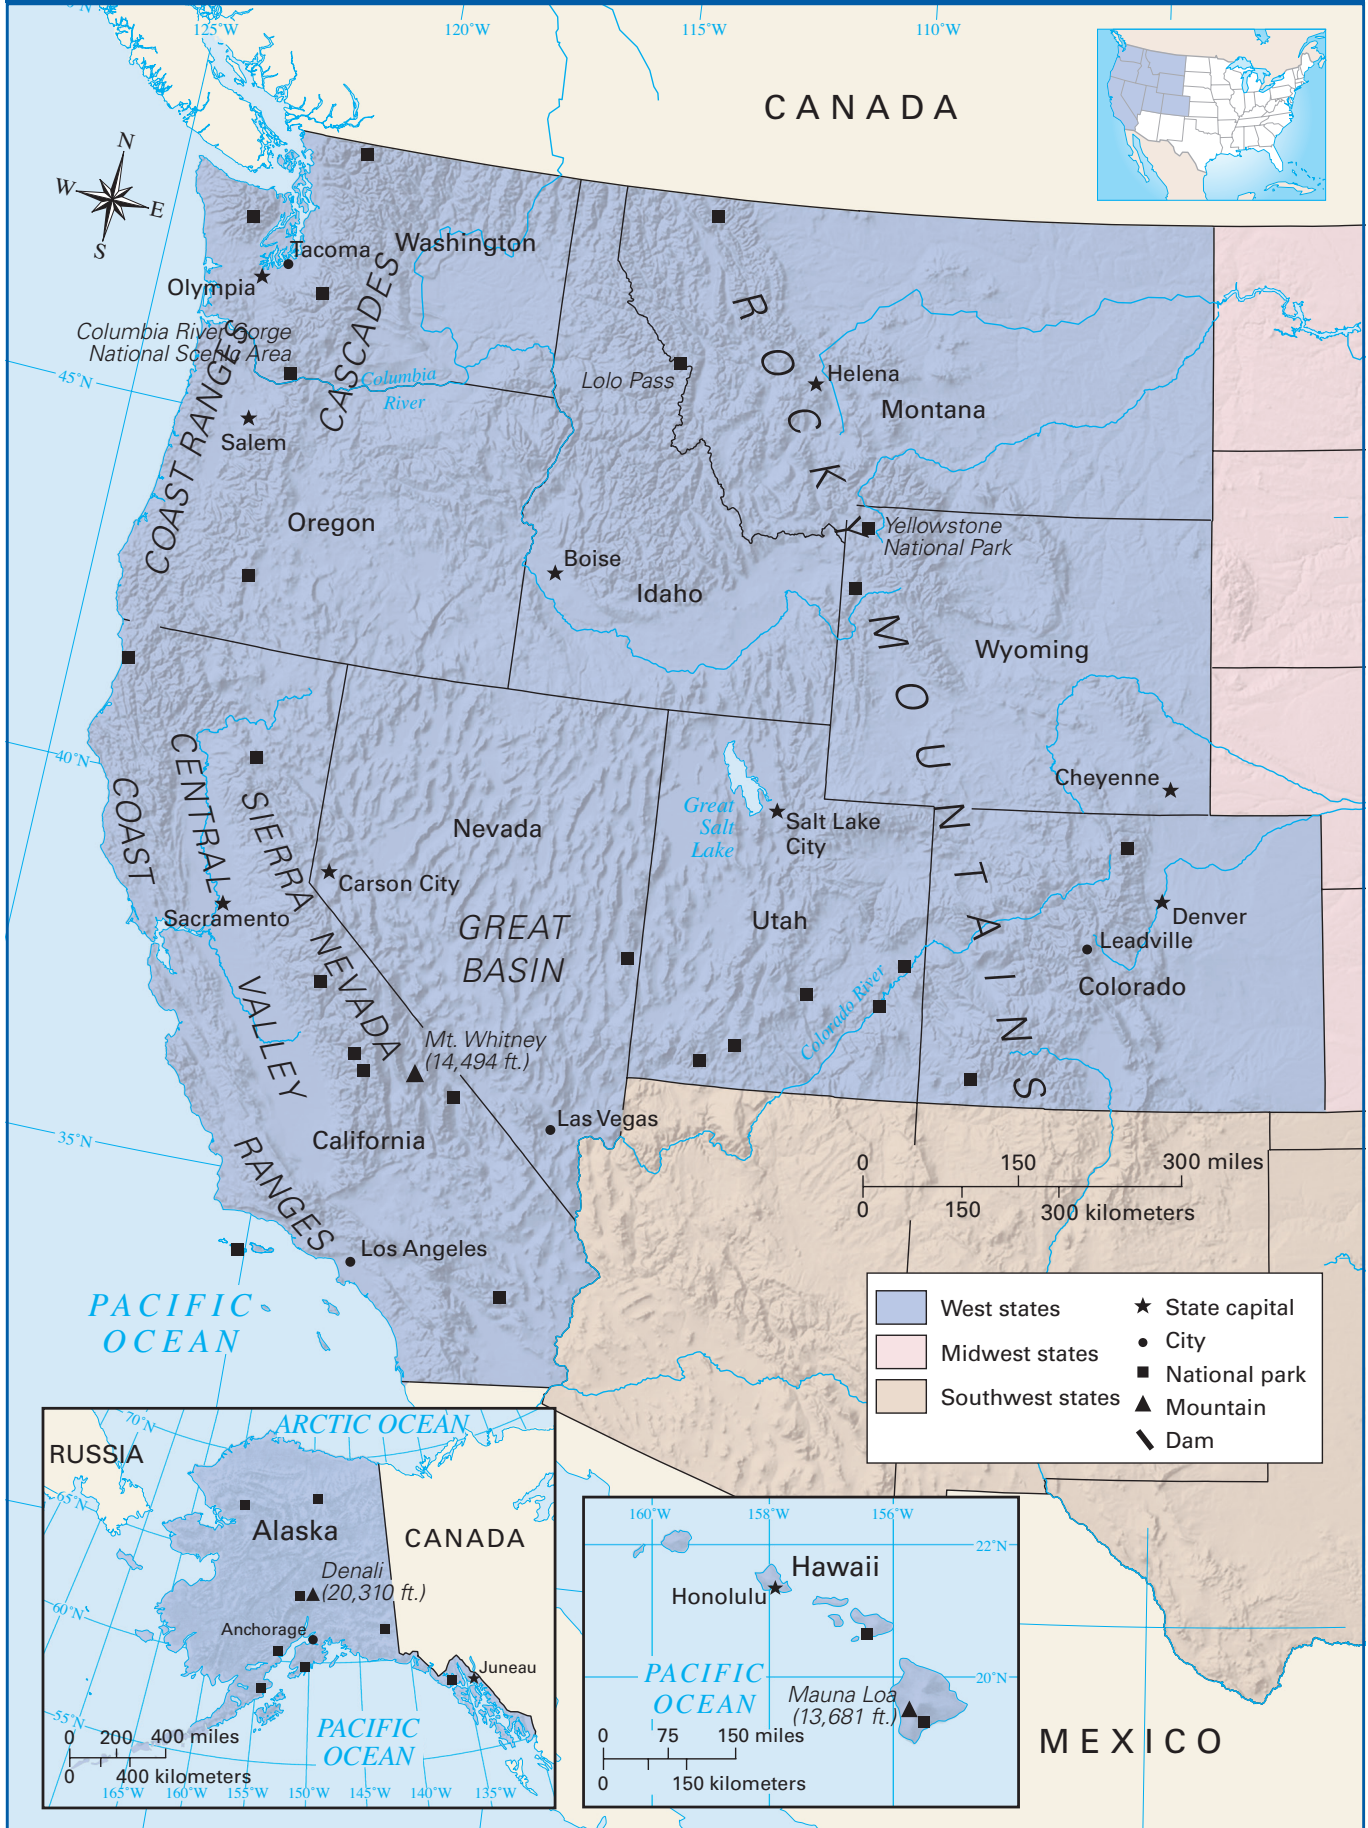 125°W
120°W
115°W
110°W
CANADA
N
W
E
S
Tacoma
Washington
Olympia
CASCADES
Columbia River Gorge
National Scenic Area
Columbia
River
45°N
Salem
COAST RANGES
Oregon
ROCKY MOUNTAINS
Lolo Pass
Helena
Montana
Yellowstone
National Park
Boise
Idaho
Wyoming
Cheyenne
40°N
COAST
RANGES
CENTRAL
VALLEY
SIERRA NEVADA
Nevada
Great
Salt
Lake
Salt Lake
City
Carson City
Sacramento
GREAT
BASIN
Utah
Denver
Leadville
Colorado
Colorado River
Mt. Whitney
(14,494 ft.)
Las Vegas
California
35°N
Los Angeles
0 150 300 miles
0 150 300 kilometers
PACIFIC
OCEAN
West states
Midwest states
Southwest states
State capital
City
National park
Mountain
Dam
70°N
ARCTIC OCEAN
RUSSIA
65°N
Alaska
CANADA
Denali
(20,310 ft.)
60°N
Anchorage
Juneau
55°N
PACIFIC
OCEAN
0 200 400 miles
0 400 kilometers
165°W
160°W
155°W
150°W
145°W
140°W
135°W
160°W
158°W
156°W
22°N
Hawaii
Honolulu
PACIFIC
OCEAN
20°N
Mauna Loa
(13,681 ft.)
0 75 150 miles
0 150 kilometers
MEXICO